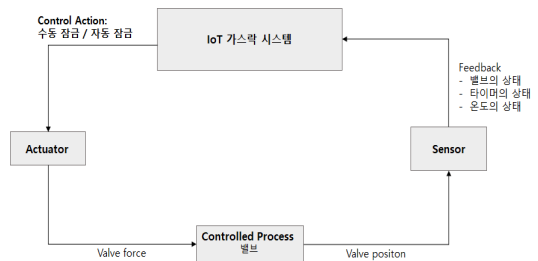 Control Action:
수동 잠금 / 자동 잠금
IoT 가스락 시스템
Feedback
- 밸브의 상태
- 타이머의 상태
- 온도의 상태
Actuator
Sensor
Controlled Process
밸브
Valve force
Valve positon